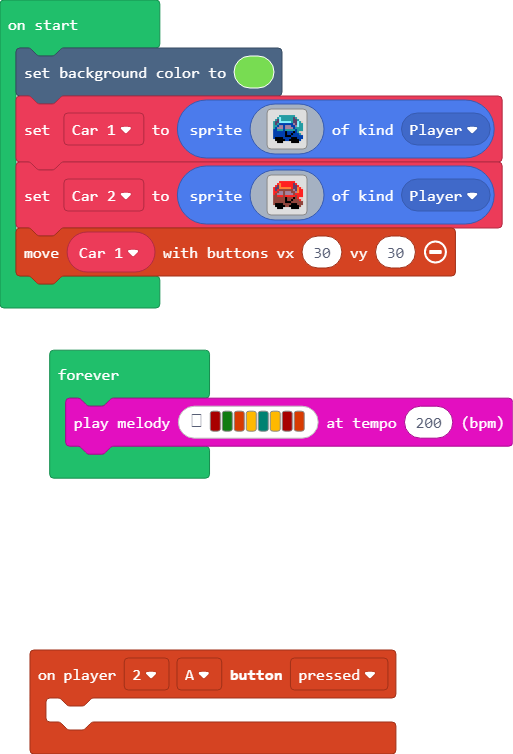 on start
set background color to
set Car 1 to sprite of kind Player
set Car 2 to sprite of kind Player
move Car 1 with buttons vx 30 vy 30
forever
play melody at tempo 200 (bpm)
on player 2 A button pressed